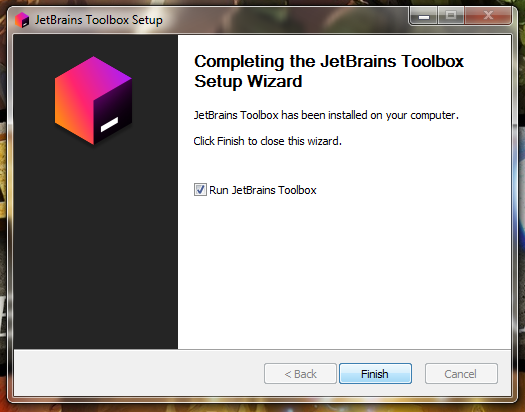 JetBrains Toolbox Setup
Completing the JetBrains Toolbox
Setup Wizard
JetBrains Toolbox has been installed on your computer.
Click Finish to close this wizard.
Run JetBrains Toolbox
< Back
Finish
Cancel